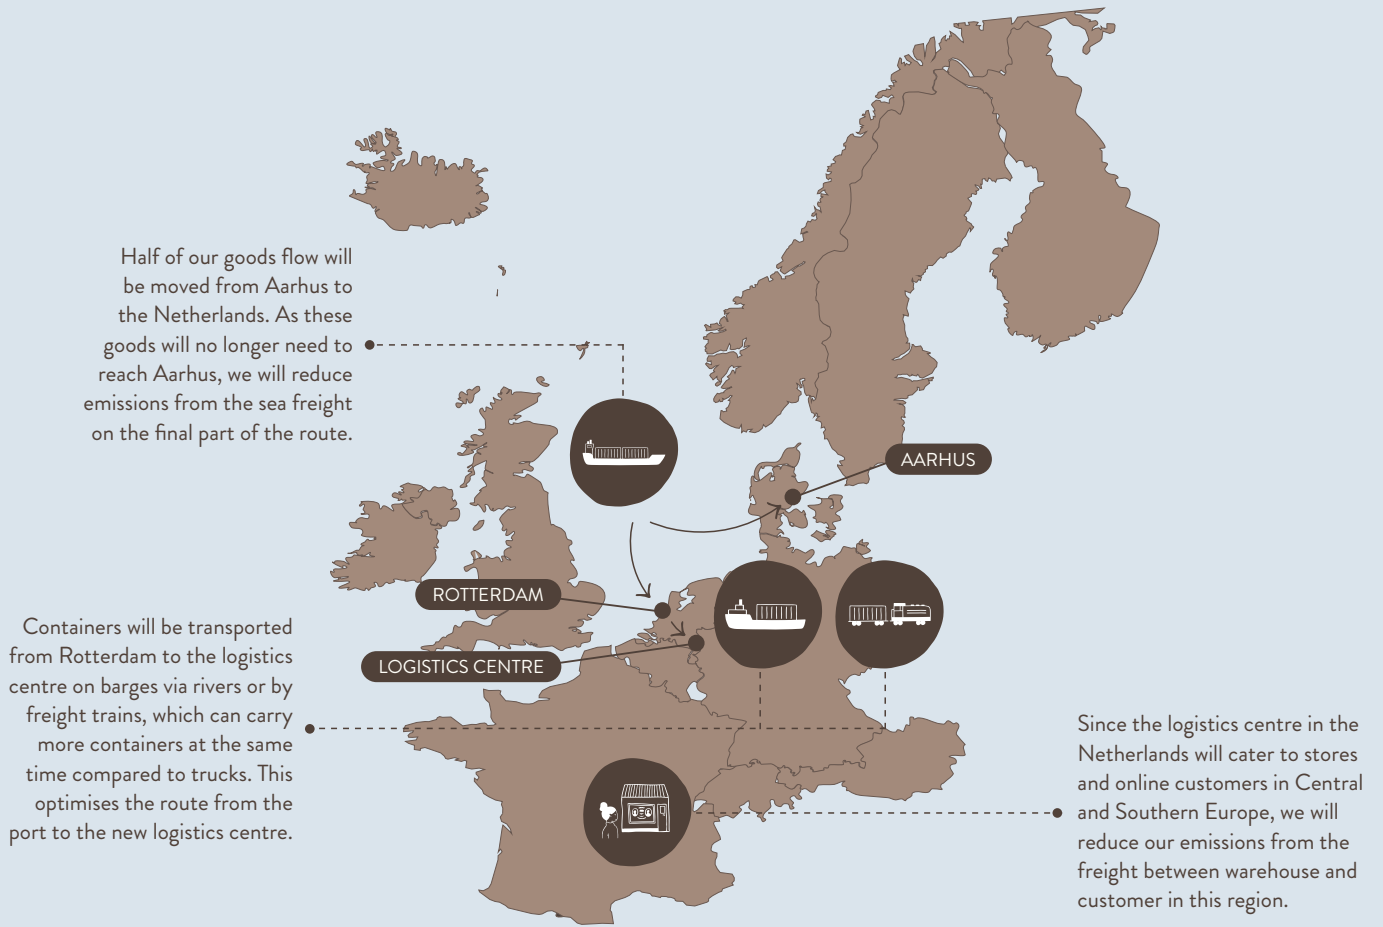 Half of our goods flow will
be moved from Aarhus to
the Netherlands. As these
goods will no longer need to
reach Aarhus, we will reduce
emissions from the sea freight
on the final part of the route.
AARHUS
ROTTERDAM
LOGISTICS CENTRE
Containers will be transported
from Rotterdam to the logistics
centre on barges via rivers or by
freight trains, which can carry
more containers at the same
time compared to trucks. This
optimises the route from the
port to the new logistics centre.
Since the logistics centre in the
Netherlands will cater to stores
and online customers in Central
and Southern Europe, we will
reduce our emissions from the
freight between warehouse and
customer in this region.